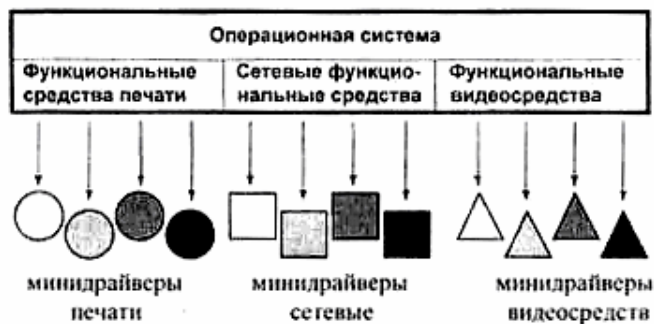 Операционная система
Функциональные
средства печати
Сетевые функцио-
нальные средства
Функциональные
видеосредства
минидрайверы
печати
минидрайверы
сетевые
минидрайверы
видеосредств